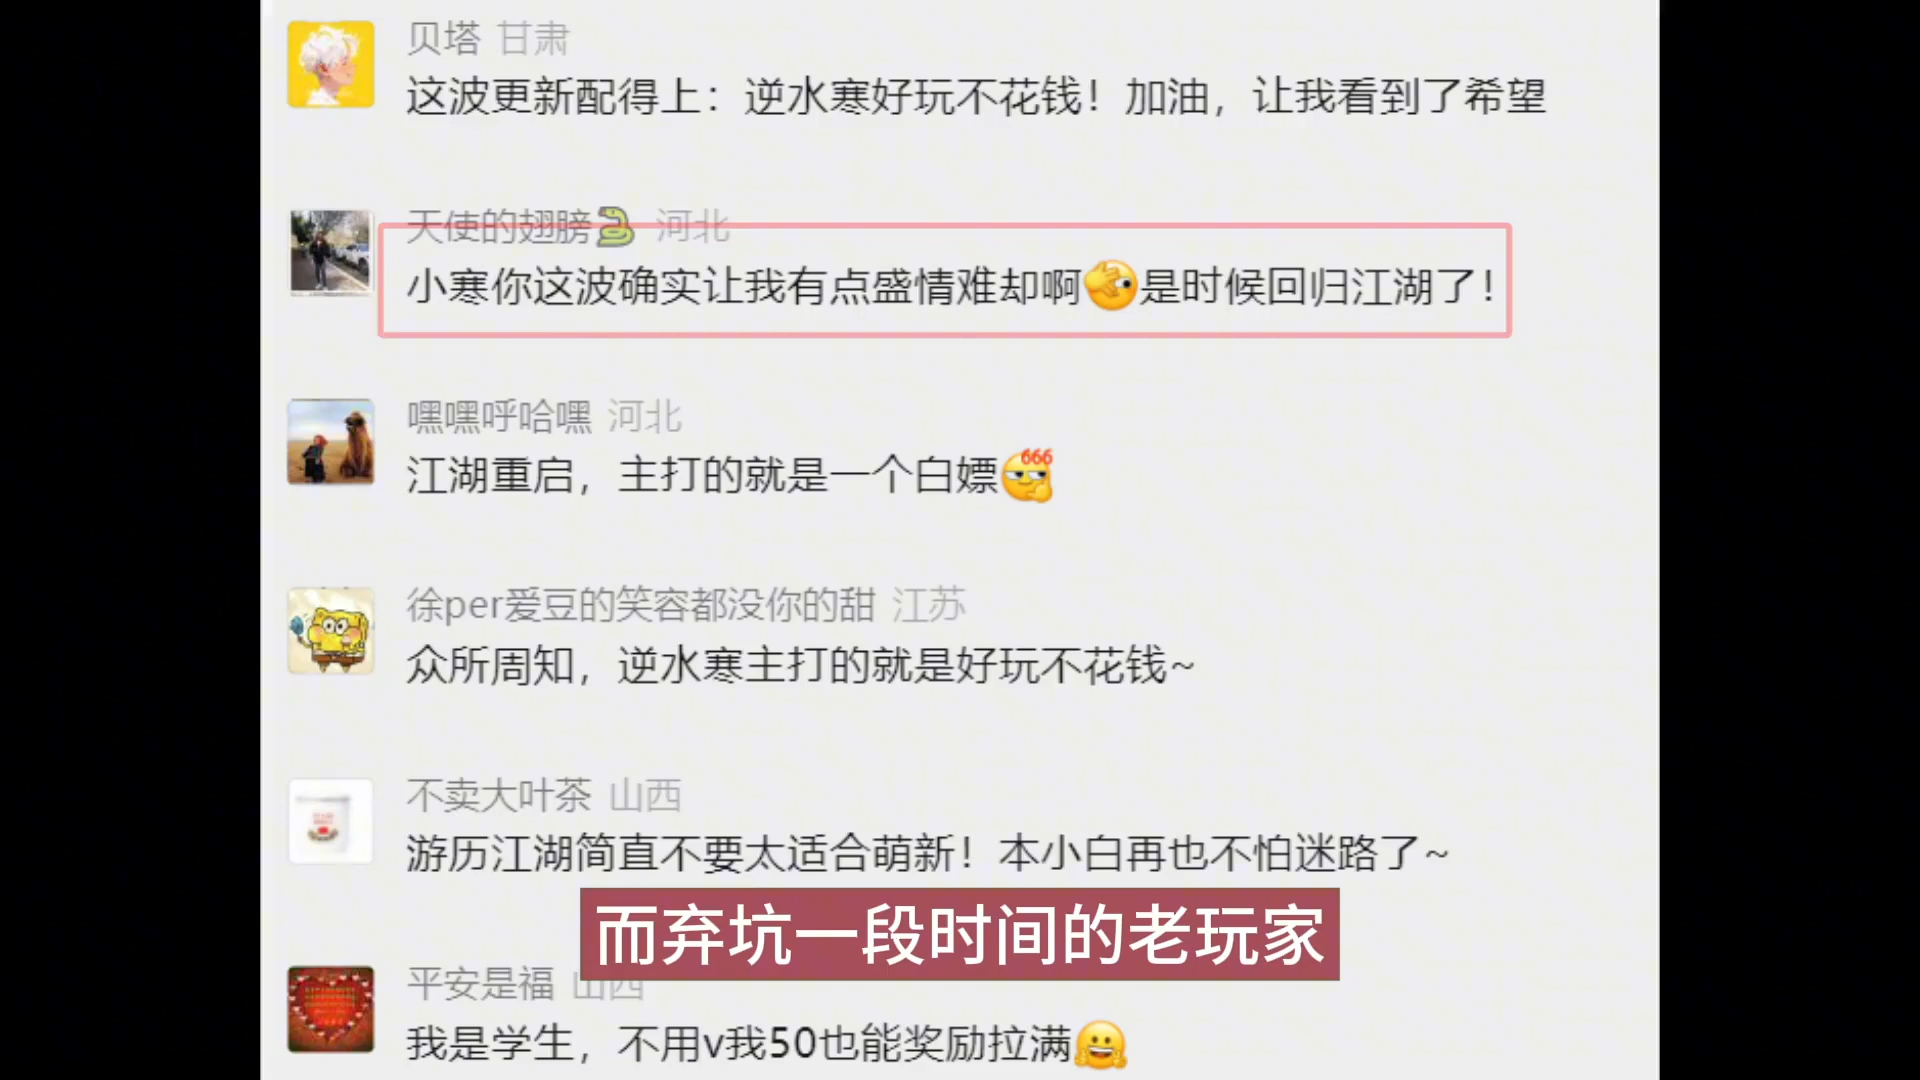 贝塔 甘肃
这波更新配得上：逆水寒好玩不花钱！加油，让我看到了希望
天使的翅膀🐍 河北
小寒你这波确实让我有点盛情难却啊是时候回归江湖了！
嘿嘿呼哈嘿 河北
江湖重启，主打的就是一个白嫖
666
徐per爱豆的笑容都没你的甜 江苏
众所周知，逆水寒主打的就是好玩不花钱~
不卖大叶茶 山西
游历江湖简直不要太适合萌新！本小白再也不怕迷路了~
而弃坑一段时间的老玩家
平安是福 山西
我是学生，不用v我50也能奖励拉满